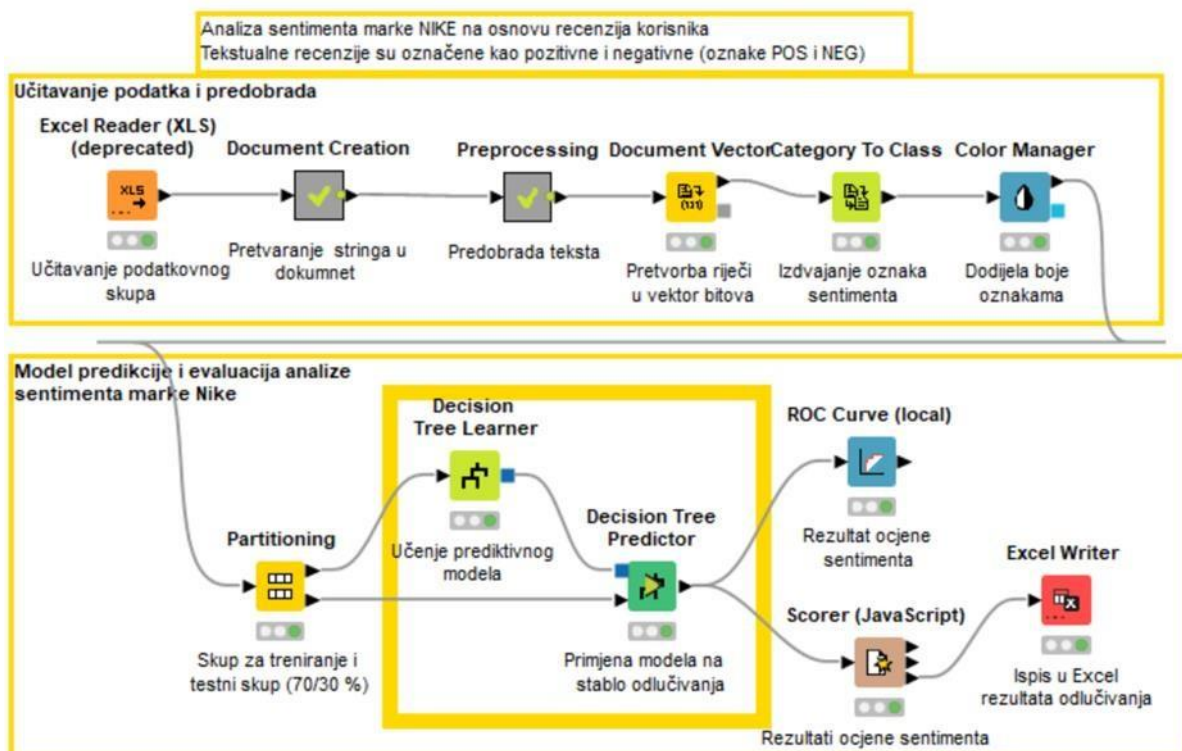 Analiza sentimenta marke NIKE na osnovu recenzija korisnika
Tekstualne recenzije su označene kao pozitivne i negativne (oznake POS i NEG)
Učitavanje podatka i predobrada
Excel Reader (XLS)
(deprecated)
XLS
Učitavanje podatkovnog
skupa
Document Creation
Pretvaranje stringa u
dokumnet
Preprocessing
Predobrada teksta
Document Vector
Pretvorba riječi
u vektor bitova
Category To Class
Izdvajanje oznaka
sentimenta
Color Manager
Dodijela boje
oznakama
Model predikcije i evaluacija analize
sentimenta marke Nike
Partitioning
Skup za treniranje i
testni skup (70/30 %)
Decision
Tree Learner
Učenje prediktivnog
modela
Decision Tree
Predictor
Primjena modela na
stablo odlučivanja
ROC Curve (local)
Rezultat ocjene
sentimenta
Scorer (JavaScript)
Rezultati ocjene sentimenta
Excel Writer
Ispis u Excel
rezultata odlučivanja